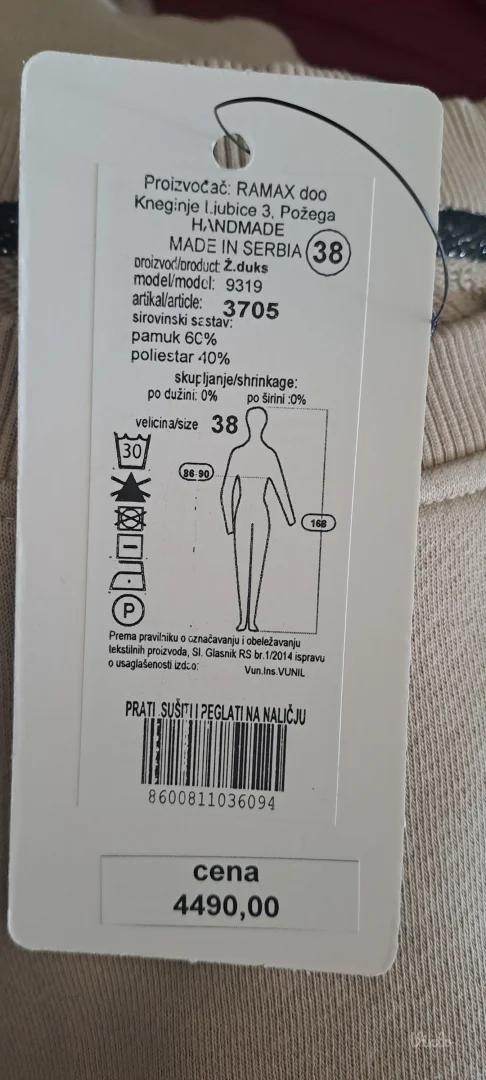 Proizvođač: RAMAX doo
Kneginje Ljubice 3, Požega
HANDMADE
MADE IN SERBIA 38
proizvod/product: Ž.duks
model/model: 9319
artikal/article: 3705
sirovinski sastav:
pamuk 60%
poliestar 40%
skupljanje/shrinkage:
po dužini: 0% po širini :0%
velicina/size 38
30
86-90
168
P
Prema pravilniku o označavanju i obeležavanju
tekstilnih proizvoda, Sl. Glasnik RS br.1/2014 ispravu
o usaglašenosti izdao: Vun.Ins.VUNIL
PRATI, SUŠITI I PEGLATI NA NALIČJU
8600811036094
cena
4490,00